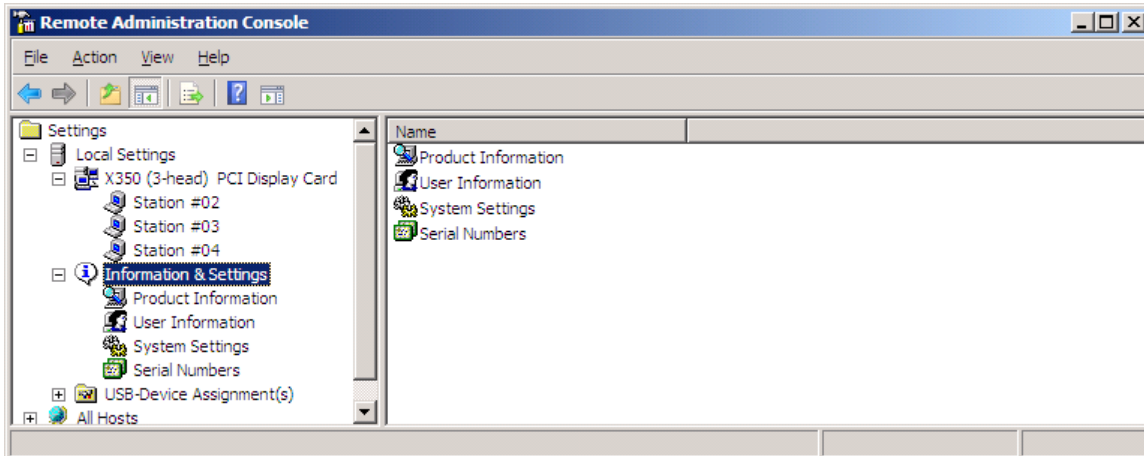 Remote Administration Console
File Action View Help
Settings
Local Settings
X350 (3-head) PCI Display Card
Station #02
Station #03
Station #04
Information & Settings
Product Information
User Information
System Settings
Serial Numbers
USB-Device Assignment(s)
All Hosts
Name
Product Information
User Information
System Settings
Serial Numbers